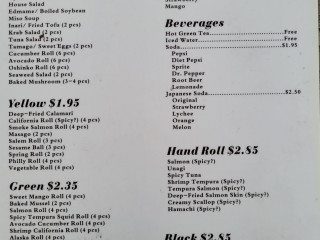 House Salad
Edmame/ Boiled Soybean
Miso Soup
Inari/ Fried Tofu (2 pcs)
Krab Salad (2 pcs)
Tuna Salad (2 pcs)
Tamago/ Sweet Eggs (2 pcs)
Cucumber Roll (6 pcs)
Avocado Roll (6 pcs)
Oshinko Roll (6 pcs)
Seaweed Salad (2 pcs)
Baked Mushroom (3-4 pcs)
Yellow $1.95
Deep-Fried Calamari
California Roll (Spicy?) (4 pcs)
Smoke Salmon Roll (4 pcs)
Masago (2 pcs)
Salem Roll (3 pcs)
Sesame Ball (3 pcs)
Spring Roll (2 pcs)
Philly Roll (4 pcs)
Vegetable Roll (6 pcs)
Green $2.35
Sweet Mango Roll (4 pcs)
Baked Mussel (2 pcs)
Salmon Roll (4 pcs)
Spicy Tempura Squid Roll (4 pcs)
Avocado Cucumber Roll (4 pcs)
Shrimp California Roll (4 pcs)
Alaska Roll (4 pcs)
Strawberry
Mango
Beverages
Hot Green Tea Free
Iced Water Free
Soda $1.95
Pepsi
Diet Pepsi
Sprite
Dr. Pepper
Root Beer
Lemonade
Japanese Soda $2.50
Original
Strawberry
Lychee
Orange
Melon
Hand Roll $2.85
Salmon (Spicy?)
Unagi
Spicy Tuna
Shrimp Tempura (Spicy?)
Tempura Salmon (Spicy?)
Deep-Fried Salmon Skin (Spicy?)
Creamy Scallop (Spicy?)
Hamachi (Spicy?)
Black $2.85